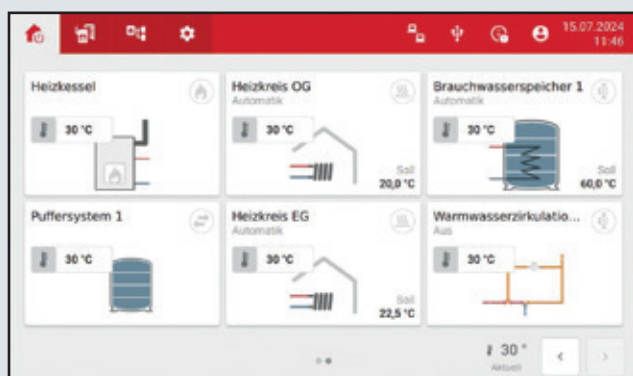 15.07.2024
11:46
Heizkessel
30 °C
Heizkreis OG
Automatik
30 °C
Soll
20,0 °C
Brauchwasserspeicher 1
Automatik
30 °C
Soll
60,0 °C
Puffersystem 1
30 °C
Heizkreis EG
Automatik
30 °C
Soll
22,5 °C
Warmwasserzirkulatio...
Aus
30 °C
30 °
Aktuell